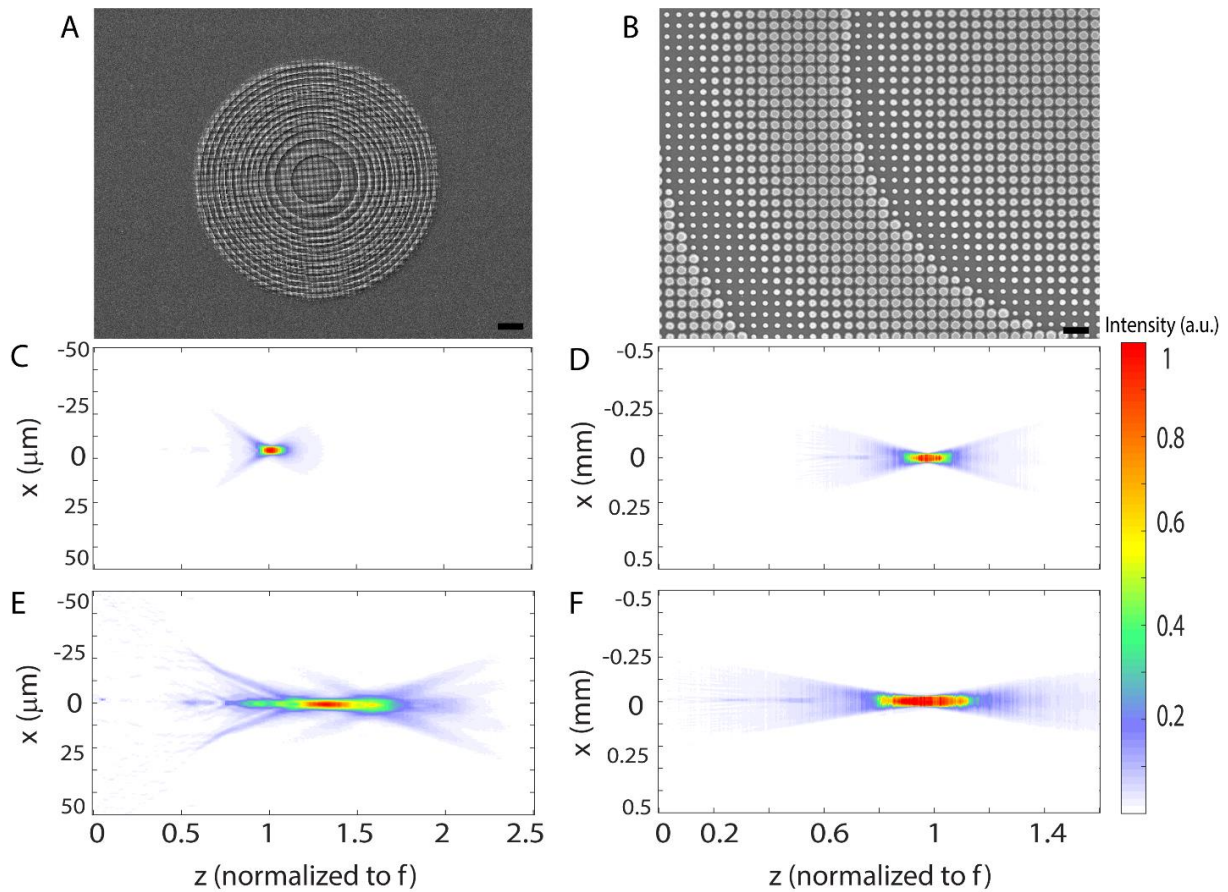 A
B
Intensity (a.u.)
C
-50
-25
0
25
50
x (μm)
D
-0.5
-0.25
0
0.25
0.5
x (mm)
1
0.8
0.6
0.4
0.2
E
-50
-25
0
25
50
x (μm)
0 0.5 1 1.5 2 2.5
z (normalized to f)
F
-0.5
-0.25
0
0.25
0.5
x (mm)
0 0.2 0.6 1 1.4
z (normalized to f)